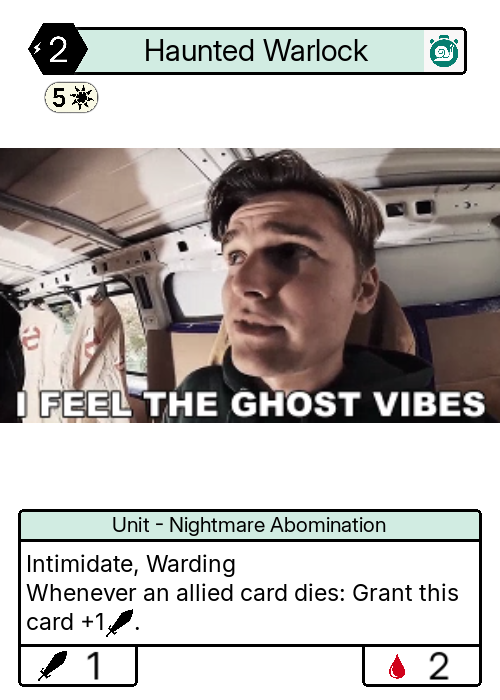 2
Haunted Warlock
5
I FEEL THE GHOST VIBES
Unit - Nightmare Abomination
Intimidate, Warding
Whenever an allied card dies: Grant this
card +1.
1
2